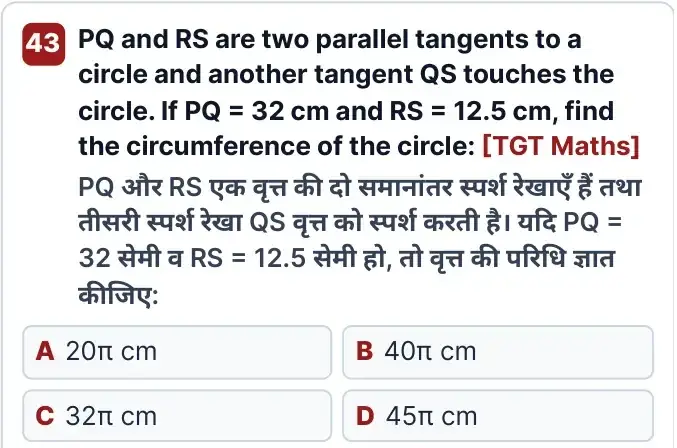 43 PQ and RS are two parallel tangents to a
circle and another tangent QS touches the
circle. If PQ = 32 cm and RS = 12.5 cm, find
the circumference of the circle: [TGT Maths]
PQ और RS एक वृत्त की दो समानांतर स्पर्श रेखाएँ हैं तथा
तीसरी स्पर्श रेखा QS वृत्त को स्पर्श करती है। यदि PQ =
32 सेमी व RS = 12.5 सेमी हो, तो वृत्त की परिधि ज्ञात
कीजिए:
A 20π cm
B 40π cm
C 32π cm
D 45π cm